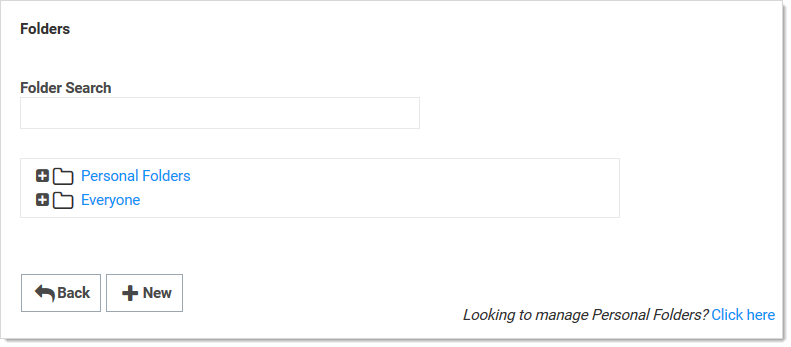 Folders
Folder Search
Personal Folders
Everyone
Back New
Looking to manage Personal Folders? Click here